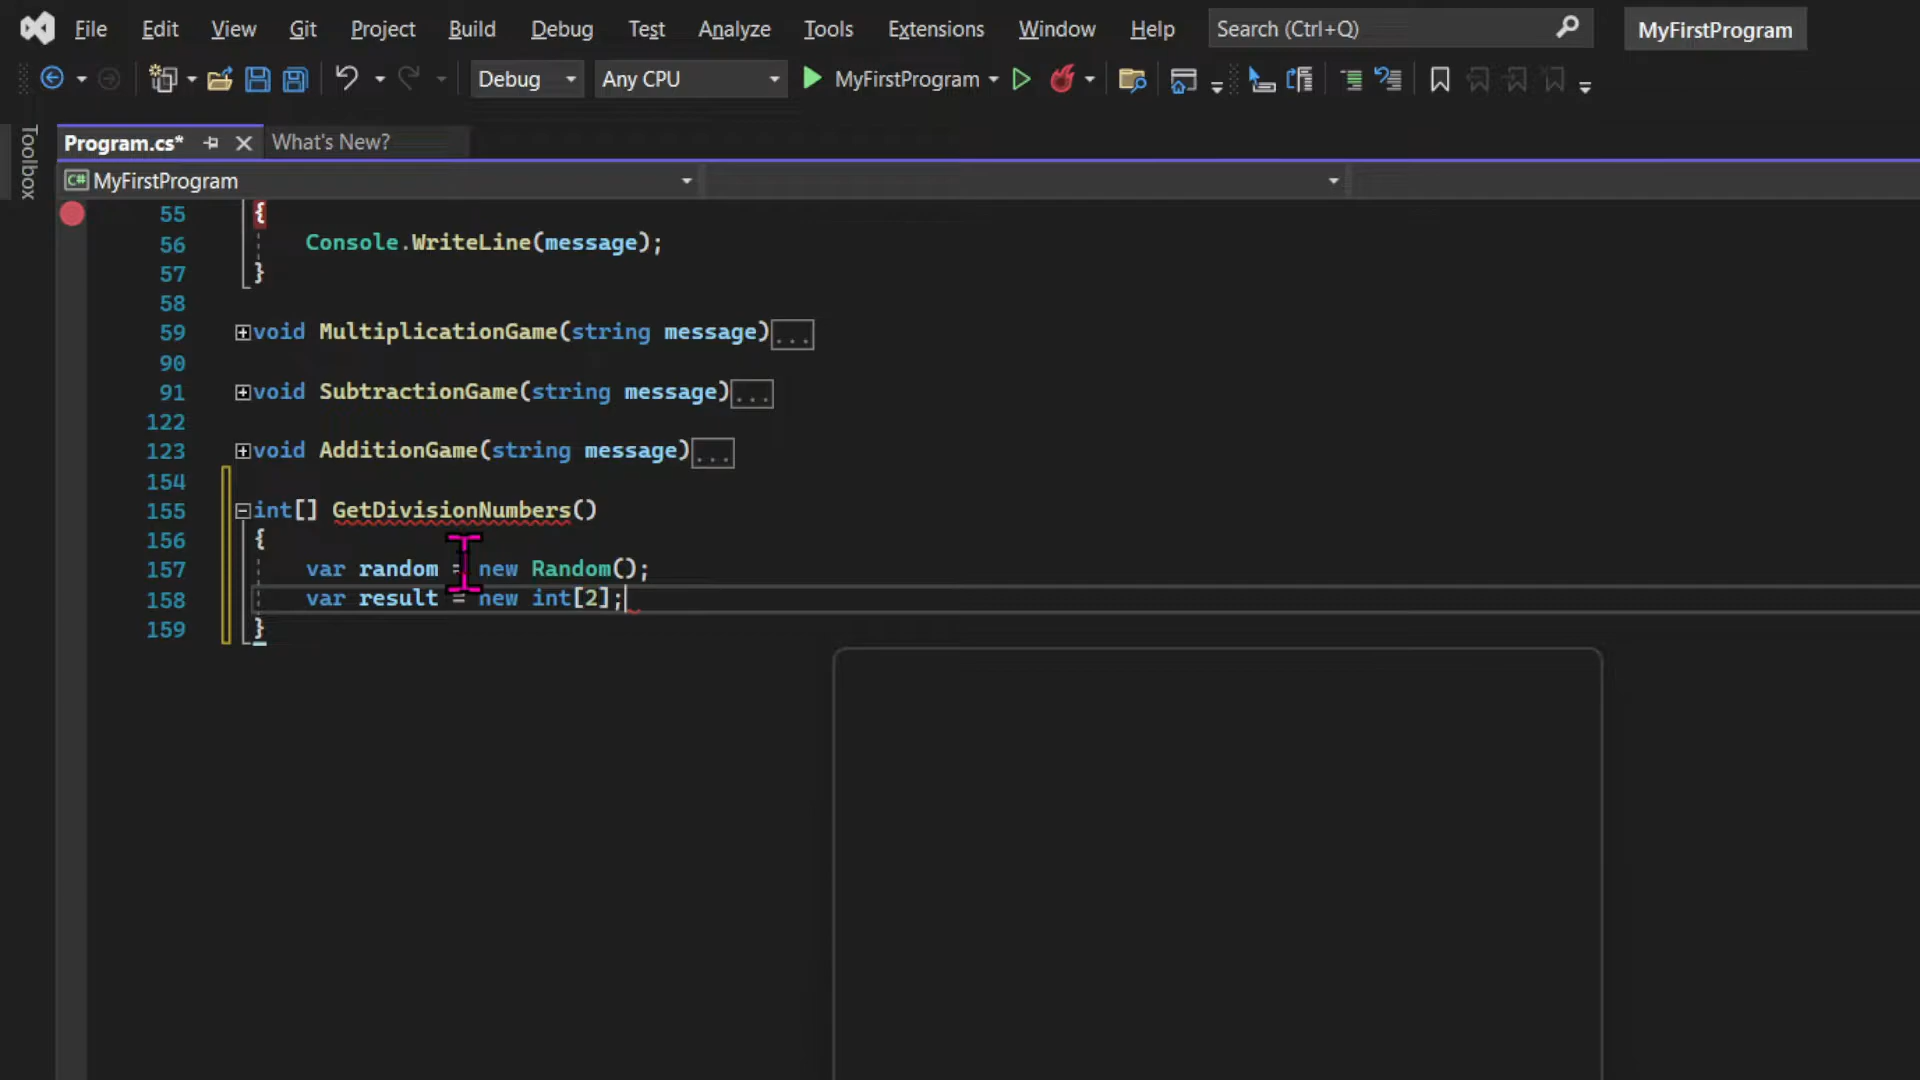 File Edit View Git Project Build Debug Test Analyze Tools Extensions Window Help Search (Ctrl+Q) MyFirstProgram
Debug Any CPU MyFirstProgram
Toolbox
Program.cs* What's New?
C# MyFirstProgram
55 {
56 Console.WriteLine(message);
57 }
58
59 void MultiplicationGame(string message)...
90
91 void SubtractionGame(string message)...
122
123 void AdditionGame(string message)...
154
155 int[] GetDivisionNumbers()
156 {
157 var random = new Random();
158 var result = new int[2];
159 }